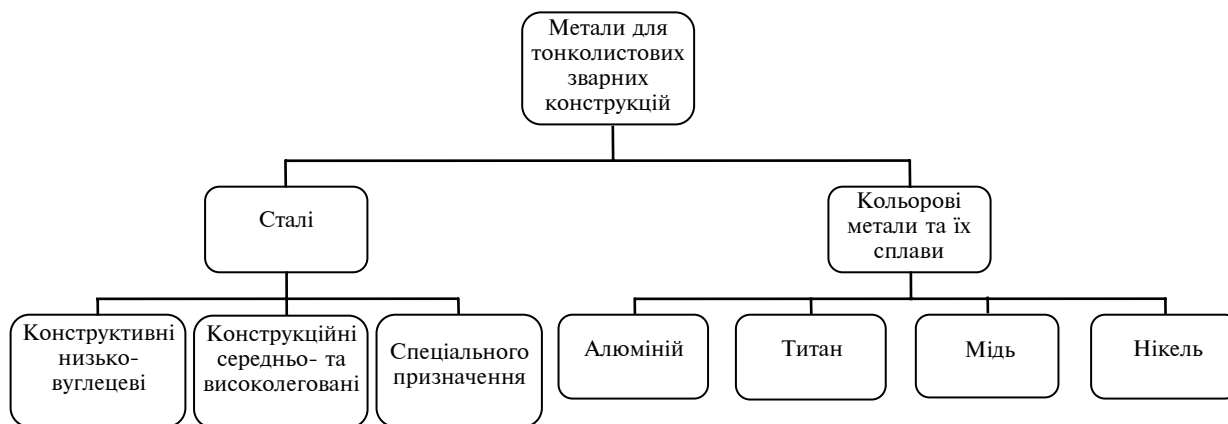 Метали для
тонколистових
зварних
конструкцій
Сталі
Кольорові
метали та їх
сплави
Конструктивні
низько-
вуглецеві
Конструкційні
середньо- та
високолеговані
Спеціального
призначення
Алюміній
Титан
Мідь
Нікель